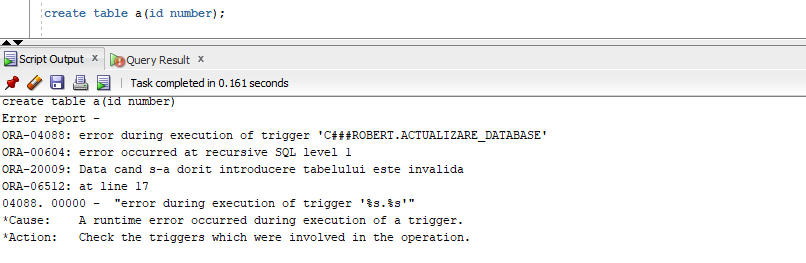 create table a(id number);
Script Output x Query Result x
Task completed in 0.161 seconds
create table a(id number)
Error report -
ORA-04088: error during execution of trigger 'C###ROBERT.ACTUALIZARE_DATABASE'
ORA-00604: error occurred at recursive SQL level 1
ORA-20009: Data cand s-a dorit introducere tabelului este invalida
ORA-06512: at line 17
04088. 00000 -  "error during execution of trigger '%s.%s'"
*Cause:    A runtime error occurred during execution of a trigger.
*Action:   Check the triggers which were involved in the operation.